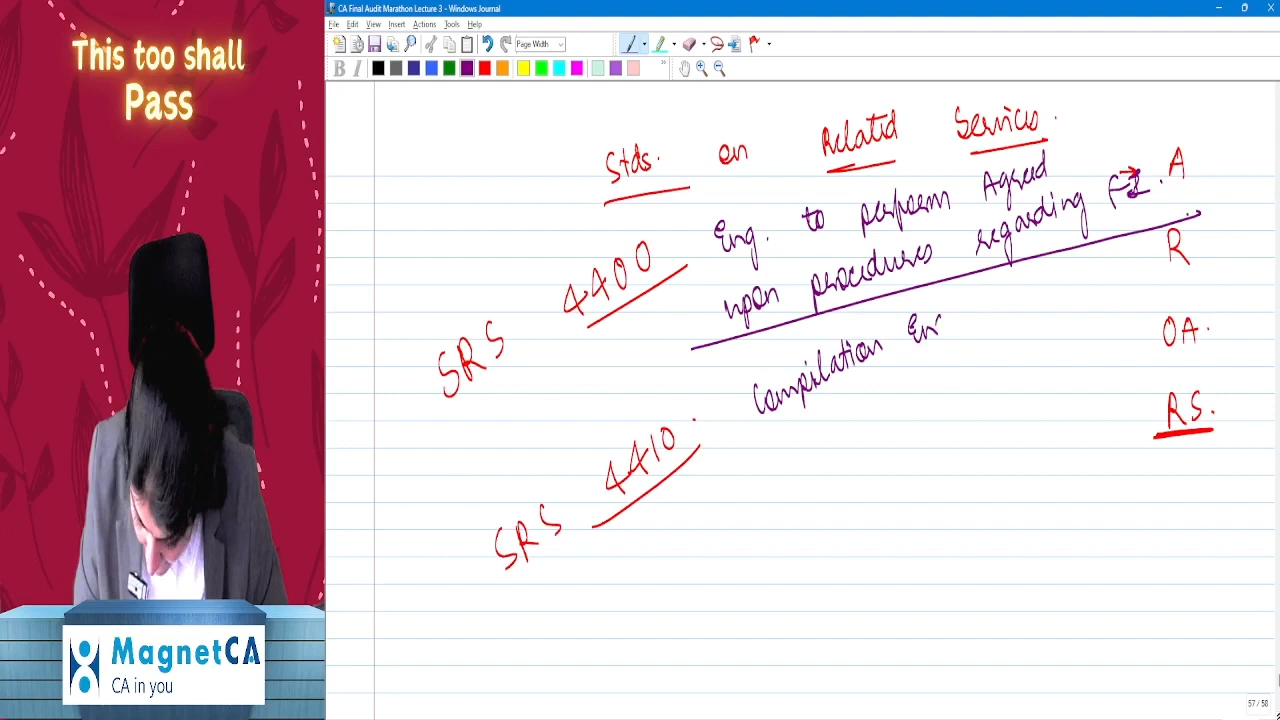 This too shall
Pass
CA Final Audit Marathon Lecture 3 - Windows Journal
File Edit View Insert Actions Tools Help
Page Width
B I
Stds. on Related Services.
SRS 4400 Eng. to perform Agreed
upon procedures regarding
SRS 4410. Compilation
A
R
OA.
RS.
MagnetCA
CA in you
57 / 58